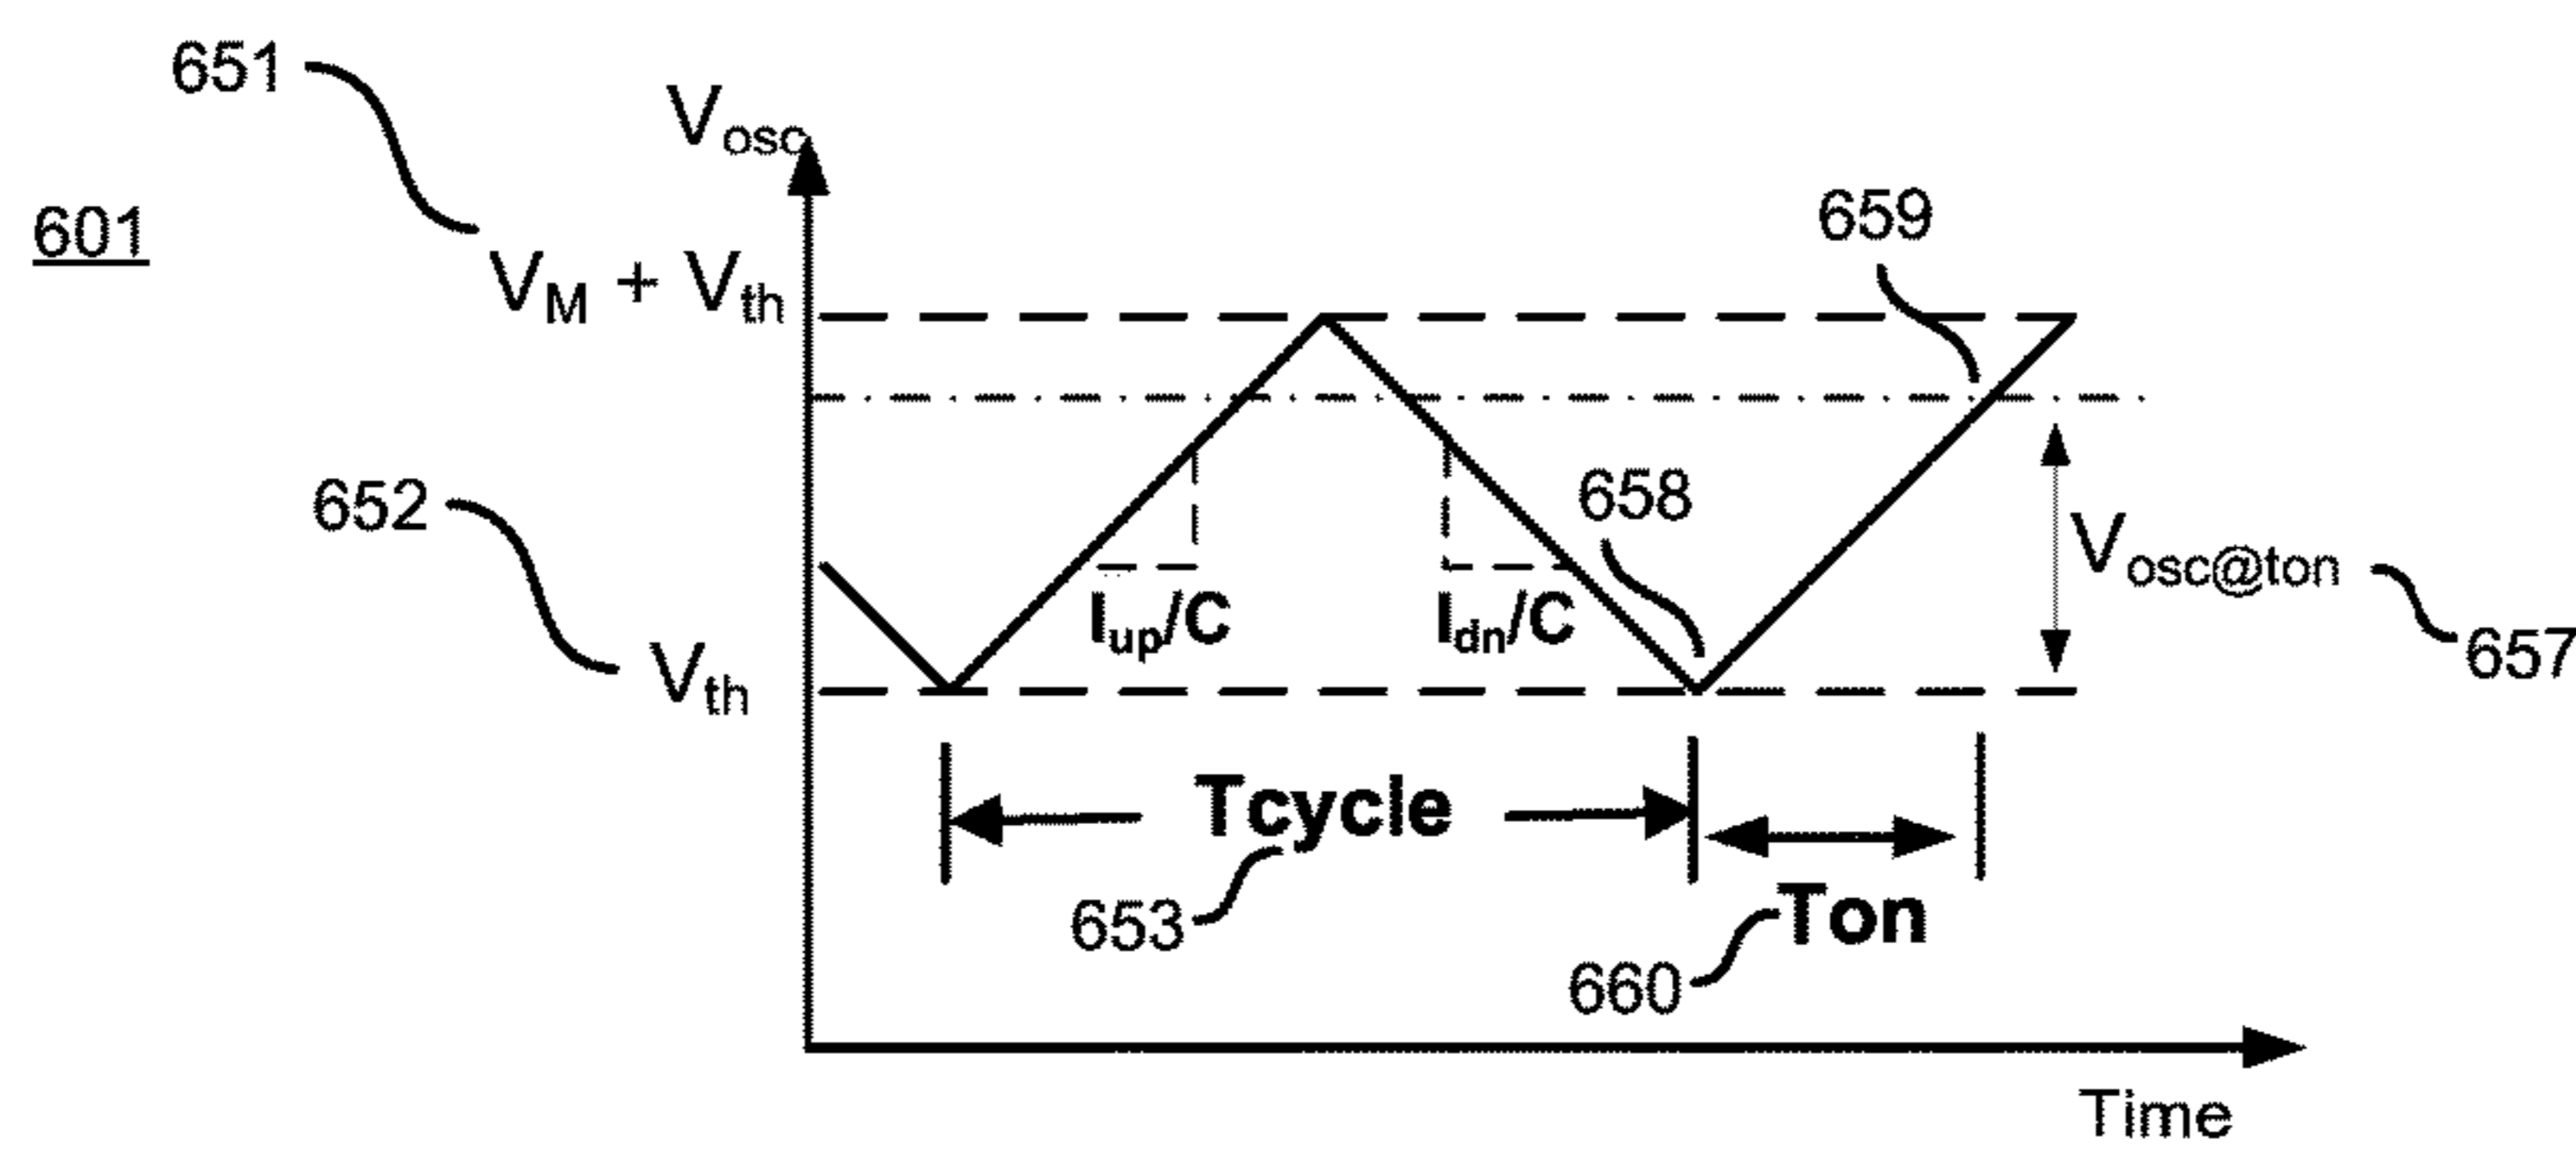 651
Vosc
601
VM + Vth
659
652
658
Vosc@ton
Iup/C
Idn/C
657
Vth
Tcycle
653
Ton
660
Time